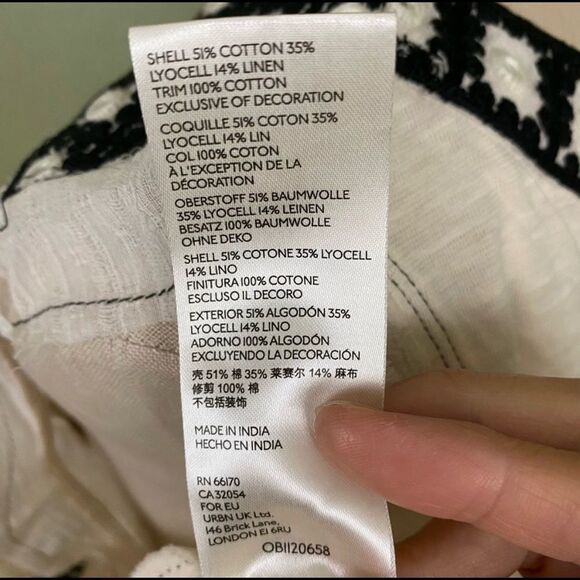 SHELL 51% COTTON 35%
LYOCELL 14% LINEN
TRIM 100% COTTON
EXCLUSIVE OF DECORATION
COQUILLE 51% COTON 35%
LYOCELL 14% LIN
COL 100% COTON
À L'EXCEPTION DE LA
DÉCORATION
OBERSTOFF 51% BAUMWOLLE
35% LYOCELL 14% LEINEN
BESATZ 100% BAUMWOLLE
OHNE DEKO
SHELL 51% COTONE 35% LYOCELL
14% LINO
FINITURA 100% COTONE
ESCLUSO IL DECORO
EXTERIOR 51% ALGODÓN 35%
LYOCELL 14% LINO
ADORNO 100% ALGODÓN
EXCLUYENDO LA DECORACIÓN
壳 51% 棉 35% 莱赛尔 14% 麻布
修剪 100% 棉
不包括装饰
MADE IN INDIA
HECHO EN INDIA
RN 66170
CA 32054
FOR EU
URBN UK Ltd.
146 Brick Lane,
LONDON E1 6RU
OB1120658